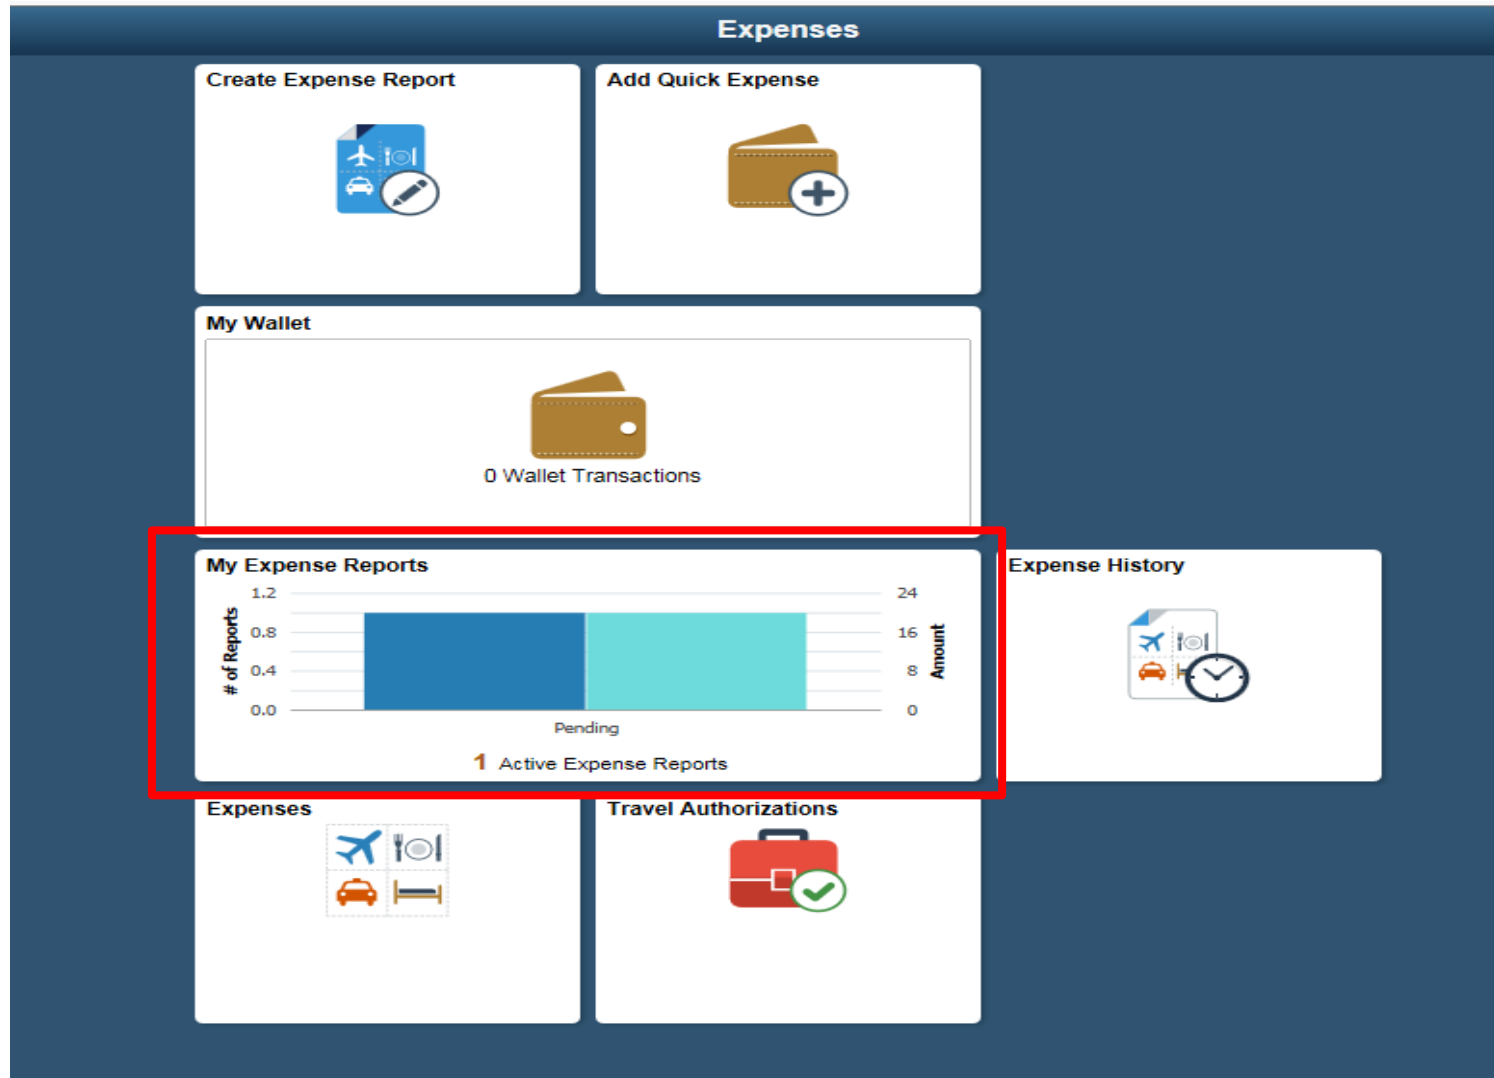 Expenses
Create Expense Report
Add Quick Expense
My Wallet
0 Wallet Transactions
My Expense Reports
# of Reports
1.2
0.8
0.4
0.0
24
16
8
0
Amount
Pending
1 Active Expense Reports
Expense History
Expenses
Travel Authorizations